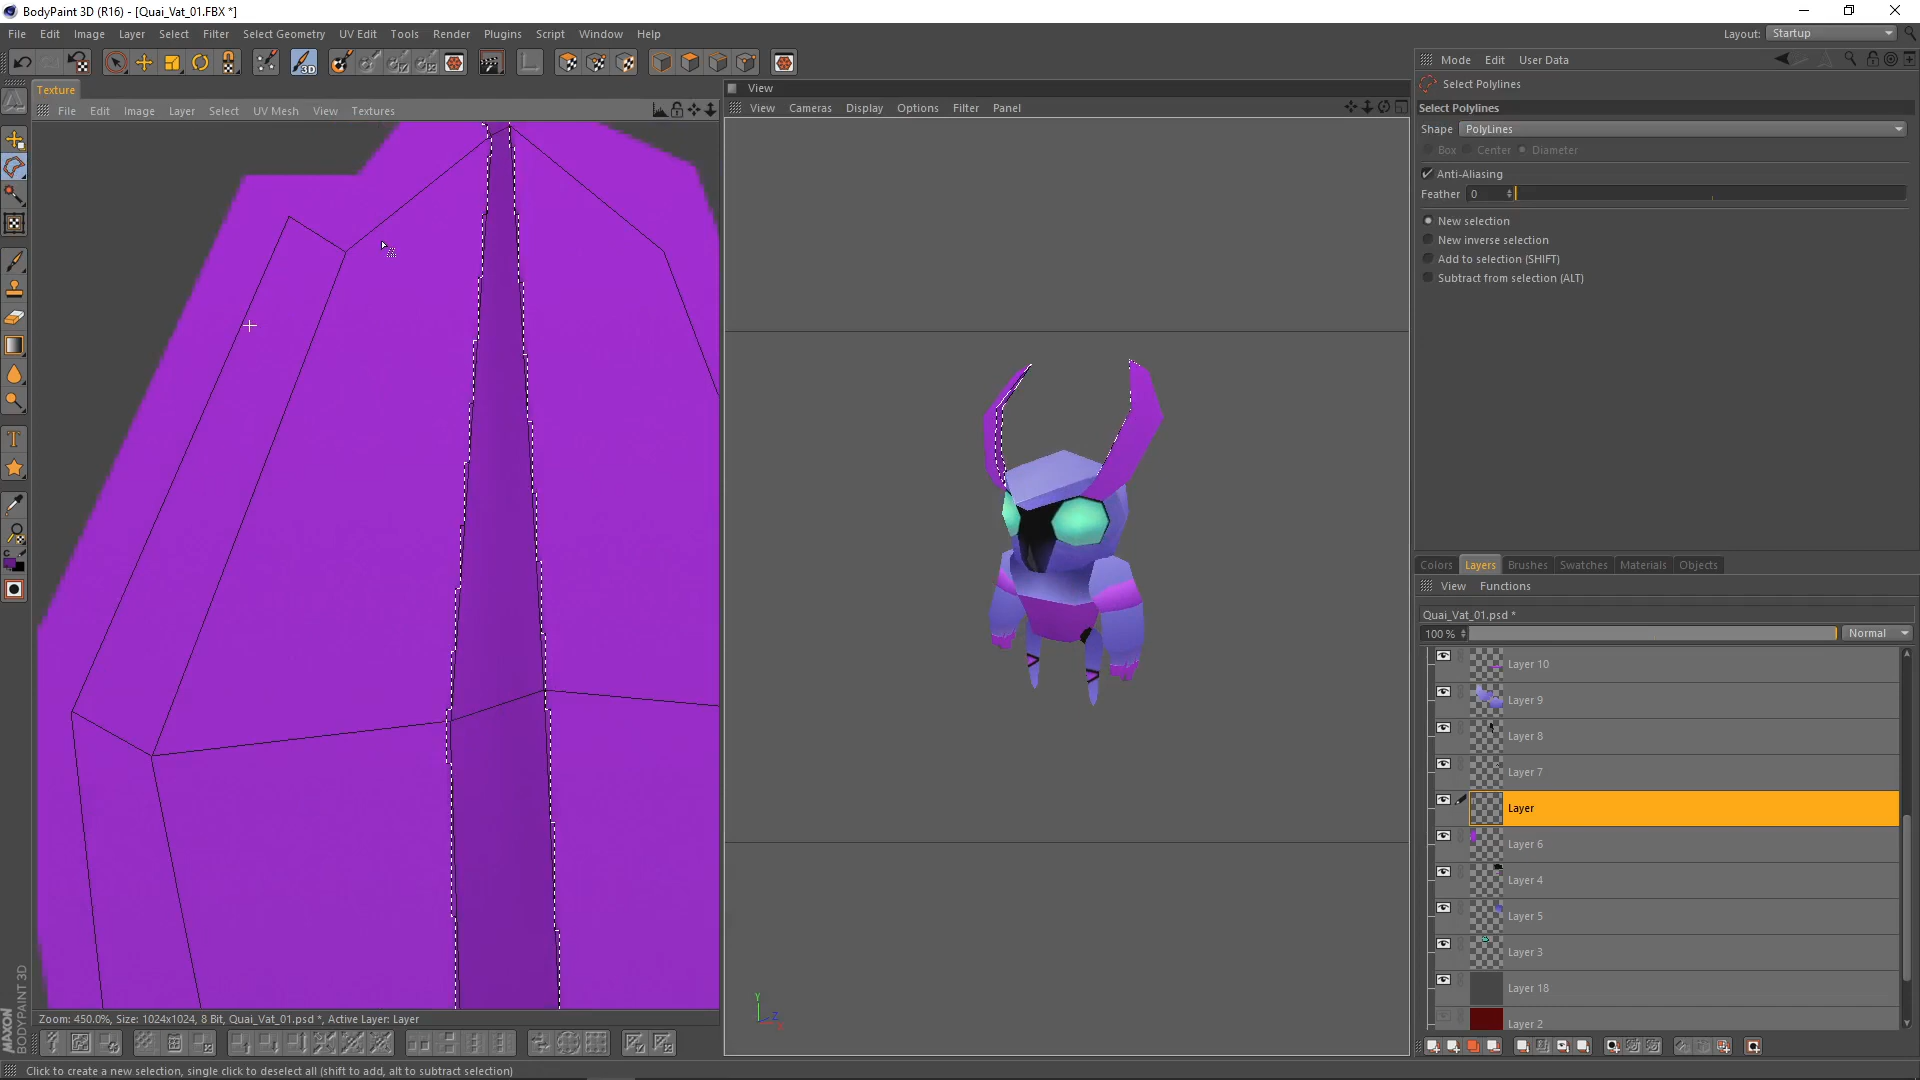 BodyPaint 3D (R16) - [Quai_Vat_01.FBX *]
File Edit Image Layer Select Filter Select Geometry UV Edit Tools Render Plugins Script Window Help
Layout: Startup
Texture
File Edit Image Layer Select UV Mesh View Textures
View
View Cameras Display Options Filter Panel
Mode Edit User Data
Select Polylines
Select Polylines
Shape PolyLines
Box Center Diameter
Anti-Aliasing
Feather 0
New selection
New inverse selection
Add to selection (SHIFT)
Subtract from selection (ALT)
3D
T
C
Y
Z
Colors Layers Brushes Swatches Materials Objects
View Functions
Quai_Vat_01.psd *
100 % Normal
Layer 10
Layer 9
Layer 8
Layer 7
Layer
Layer 6
Layer 4
Layer 5
Layer 3
Layer 18
Layer 2
MAXON
BODYPAINT 3D
Zoom: 450.0%, Size: 1024x1024, 8 Bit, Quai_Vat_01.psd *, Active Layer: Layer
Click to create a new selection, single click to deselect all (shift to add, alt to subtract selection)